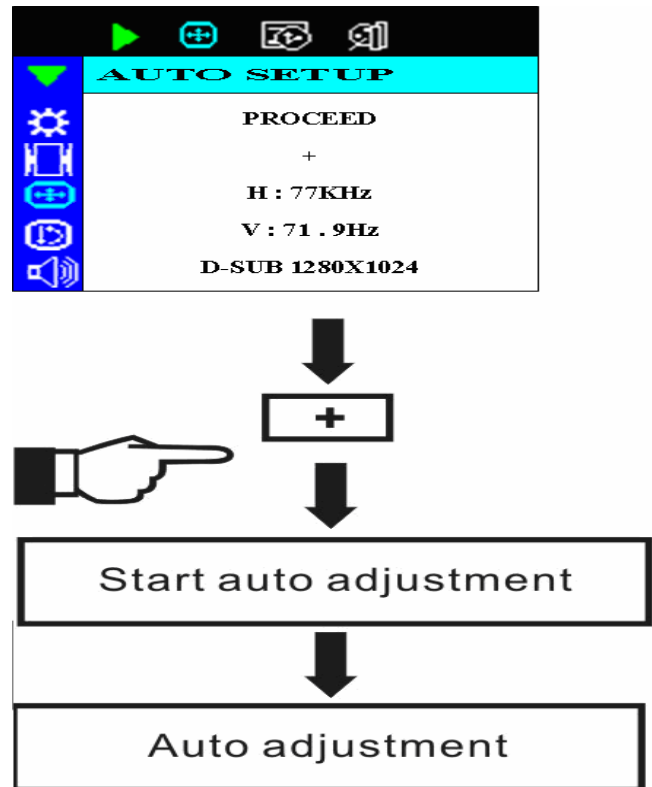 AUTO SETUP
PROCEED
+
H : 77KHz
V : 71 . 9Hz
D-SUB 1280X1024
+
Start auto adjustment
Auto adjustment